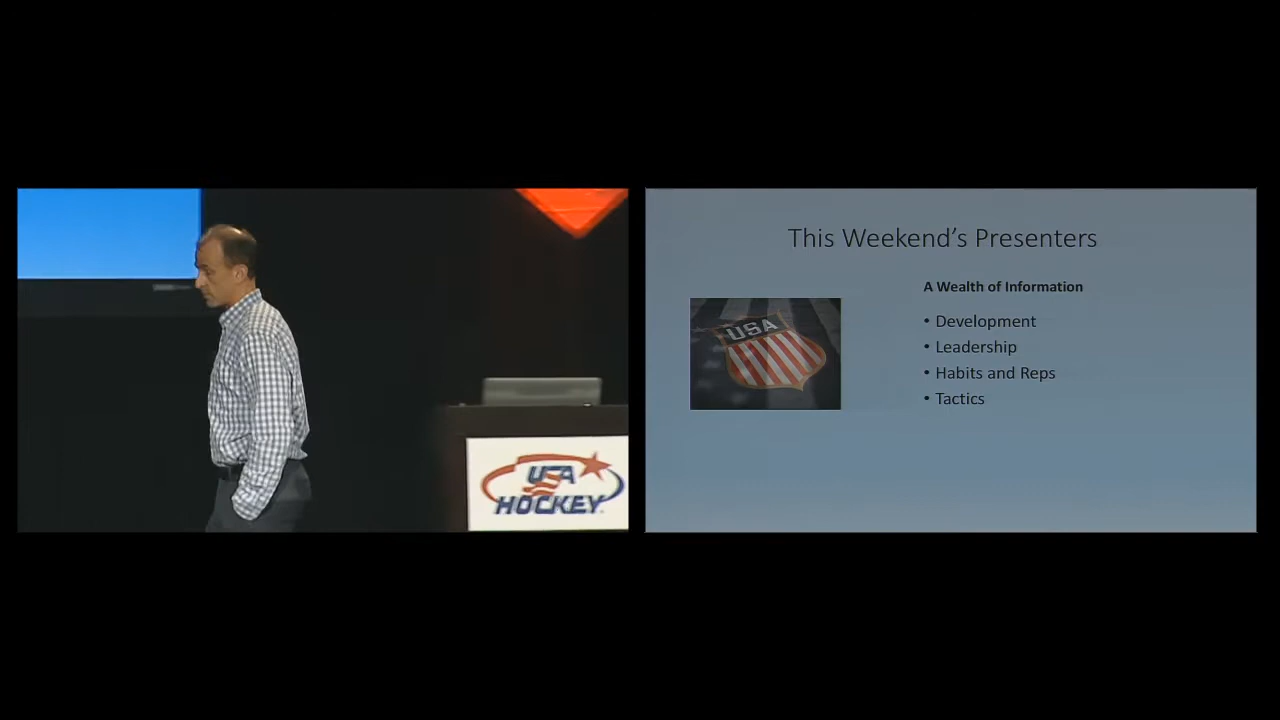 USA
HOCKEY
This Weekend's Presenters
A Wealth of Information
USA
• Development
• Leadership
• Habits and Reps
• Tactics